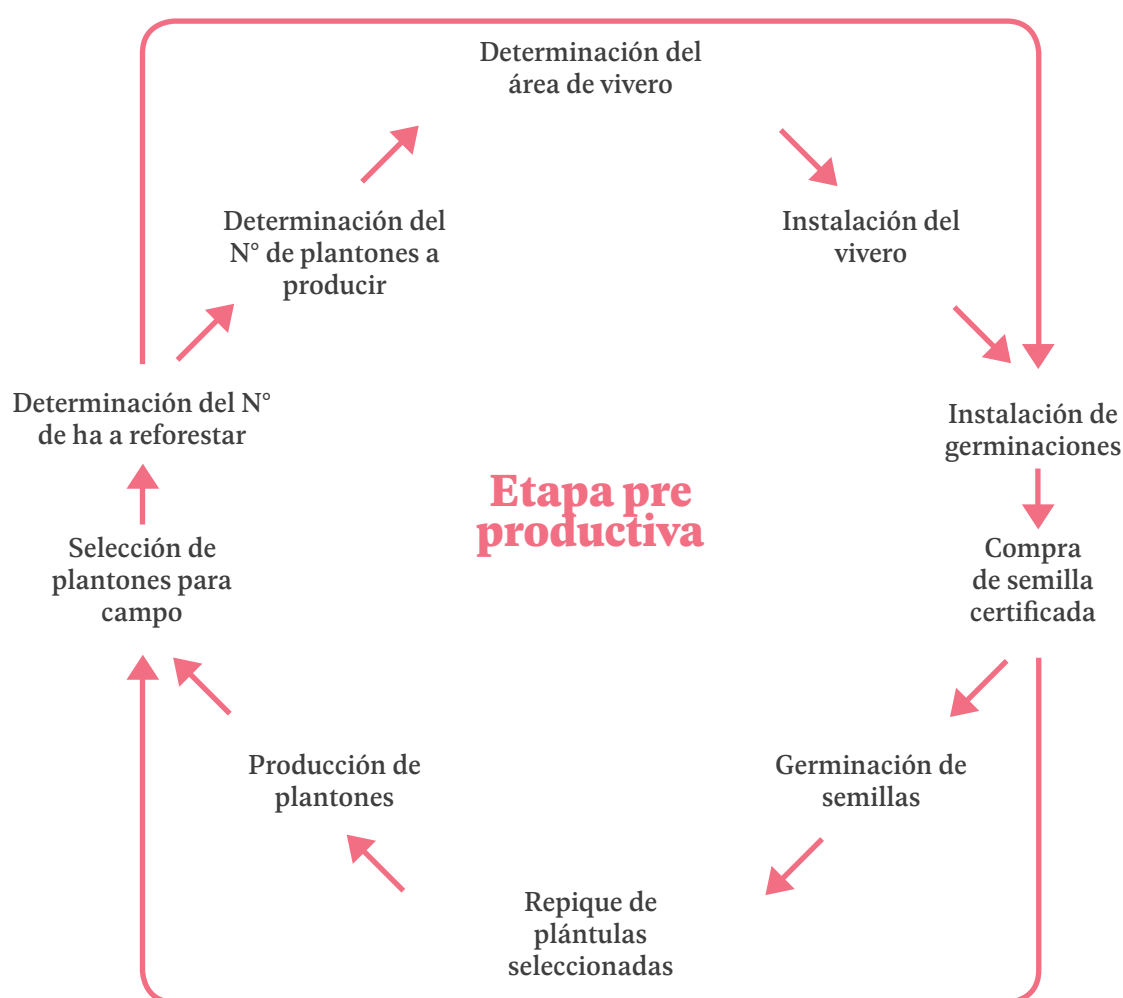 Determinación del
área de vivero
Determinación del
N° de plantones a
producir
Instalación del
vivero
Determinación del N°
de ha a reforestar
Instalación de
germinaciones
Etapa pre
productiva
Selección de
plantones para
campo
Compra
de semilla
certificada
Producción de
plantones
Germinación de
semillas
Repique de
plántulas
seleccionadas